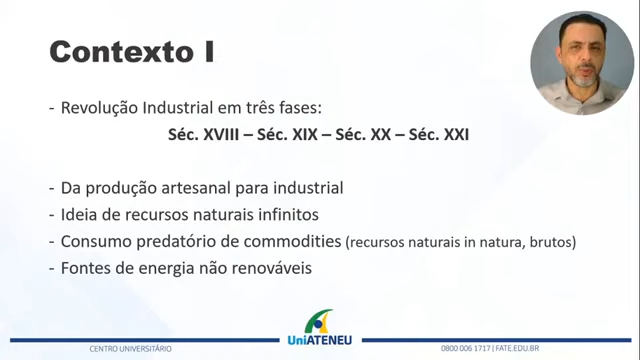 Contexto I
- Revolução Industrial em três fases:
Séc. XVIII – Séc. XIX – Séc. XX – Séc. XXI
- Da produção artesanal para industrial
- Ideia de recursos naturais infinitos
- Consumo predatório de commodities (recursos naturais in natura, brutos)
- Fontes de energia não renováveis
CENTRO UNIVERSITÁRIO
UniATENEU
0800 006 1717 | FATE.EDU.BR